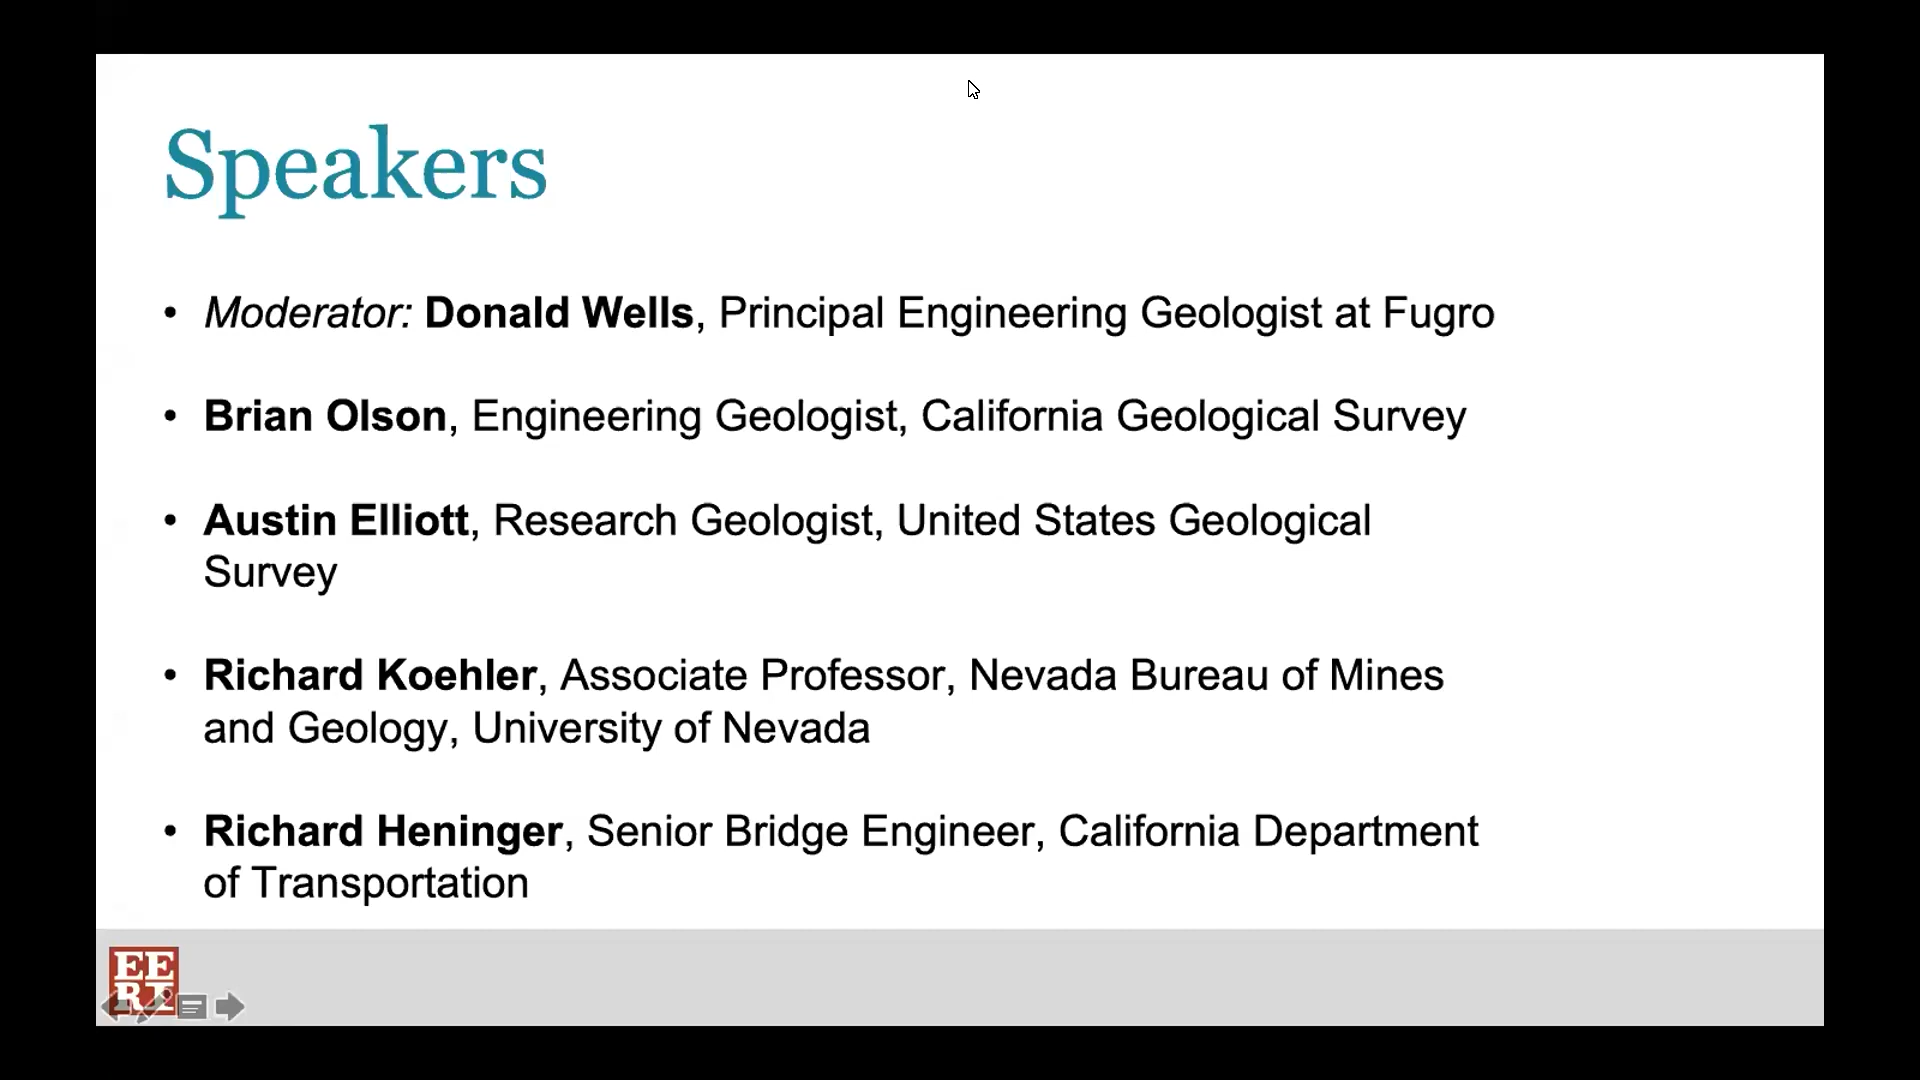 Speakers
• Moderator: Donald Wells, Principal Engineering Geologist at Fugro
• Brian Olson, Engineering Geologist, California Geological Survey
• Austin Elliott, Research Geologist, United States Geological
Survey
• Richard Koehler, Associate Professor, Nevada Bureau of Mines
and Geology, University of Nevada
• Richard Heninger, Senior Bridge Engineer, California Department
of Transportation
EE
RI